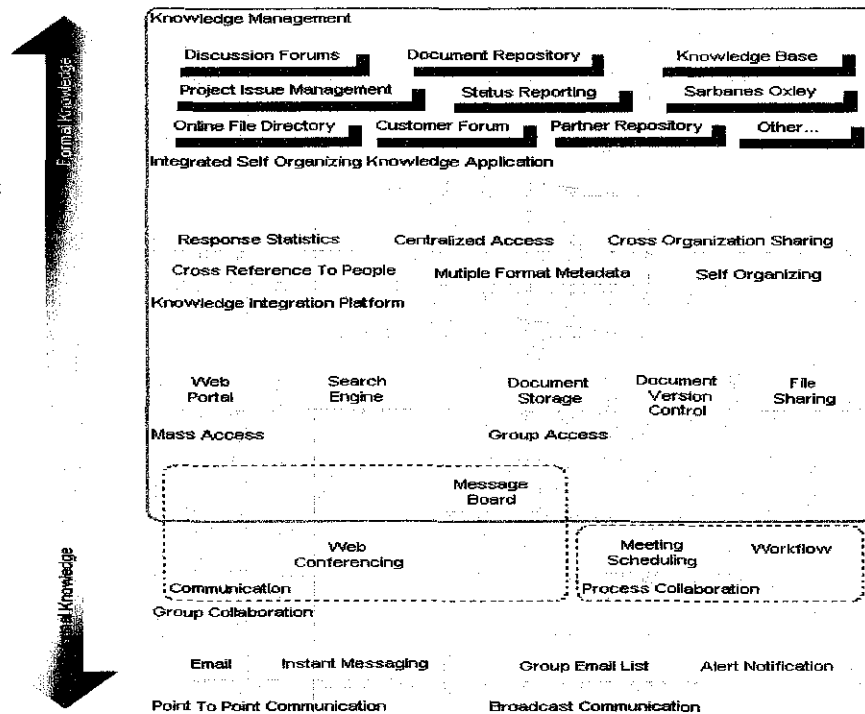 Knowledge Management
Formal Knowledge
Discussion Forums Document Repository Knowledge Base
Project Issue Management Status Reporting Sarbanes Oxley
Online File Directory Customer Forum Partner Repository Other...
Integrated Self Organizing Knowledge Application
Response Statistics Centralized Access Cross Organization Sharing
Cross Reference To People Mutiple Format Metadata Self Organizing
Knowledge Integration Platform
Web Portal Search Engine Document Storage Document Version Control File Sharing
Mass Access Group Access
Message Board
Web Conferencing Meeting Scheduling Workflow
Communication Process Collaboration
Group Collaboration
Knowledge
Email Instant Messaging Group Email List Alert Notification
Point To Point Communication Broadcast Communication